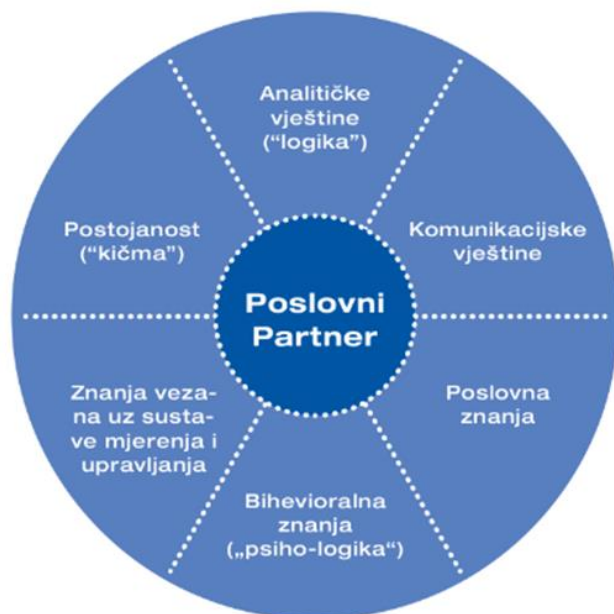 Analitičke
vještine
(“logika”)
Komunikacijske
vještine
Poslovna
znanja
Bihevioralna
znanja
(„psiho-logika“)
Znanja veza-
na uz susta-
ve mjerenja i
upravljanja
Postojanost
(“kičma”)
Poslovni
Partner